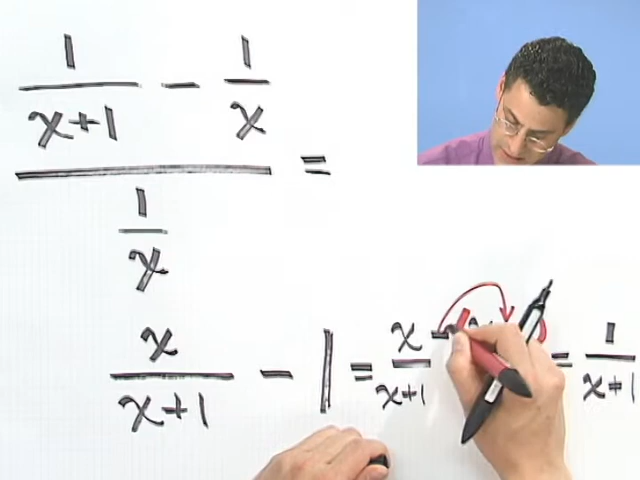 1/(x+1) - 1/x
――――― =
1/x
x/(x+1) - 1 = x/(x+1) - = 1/(x+1)